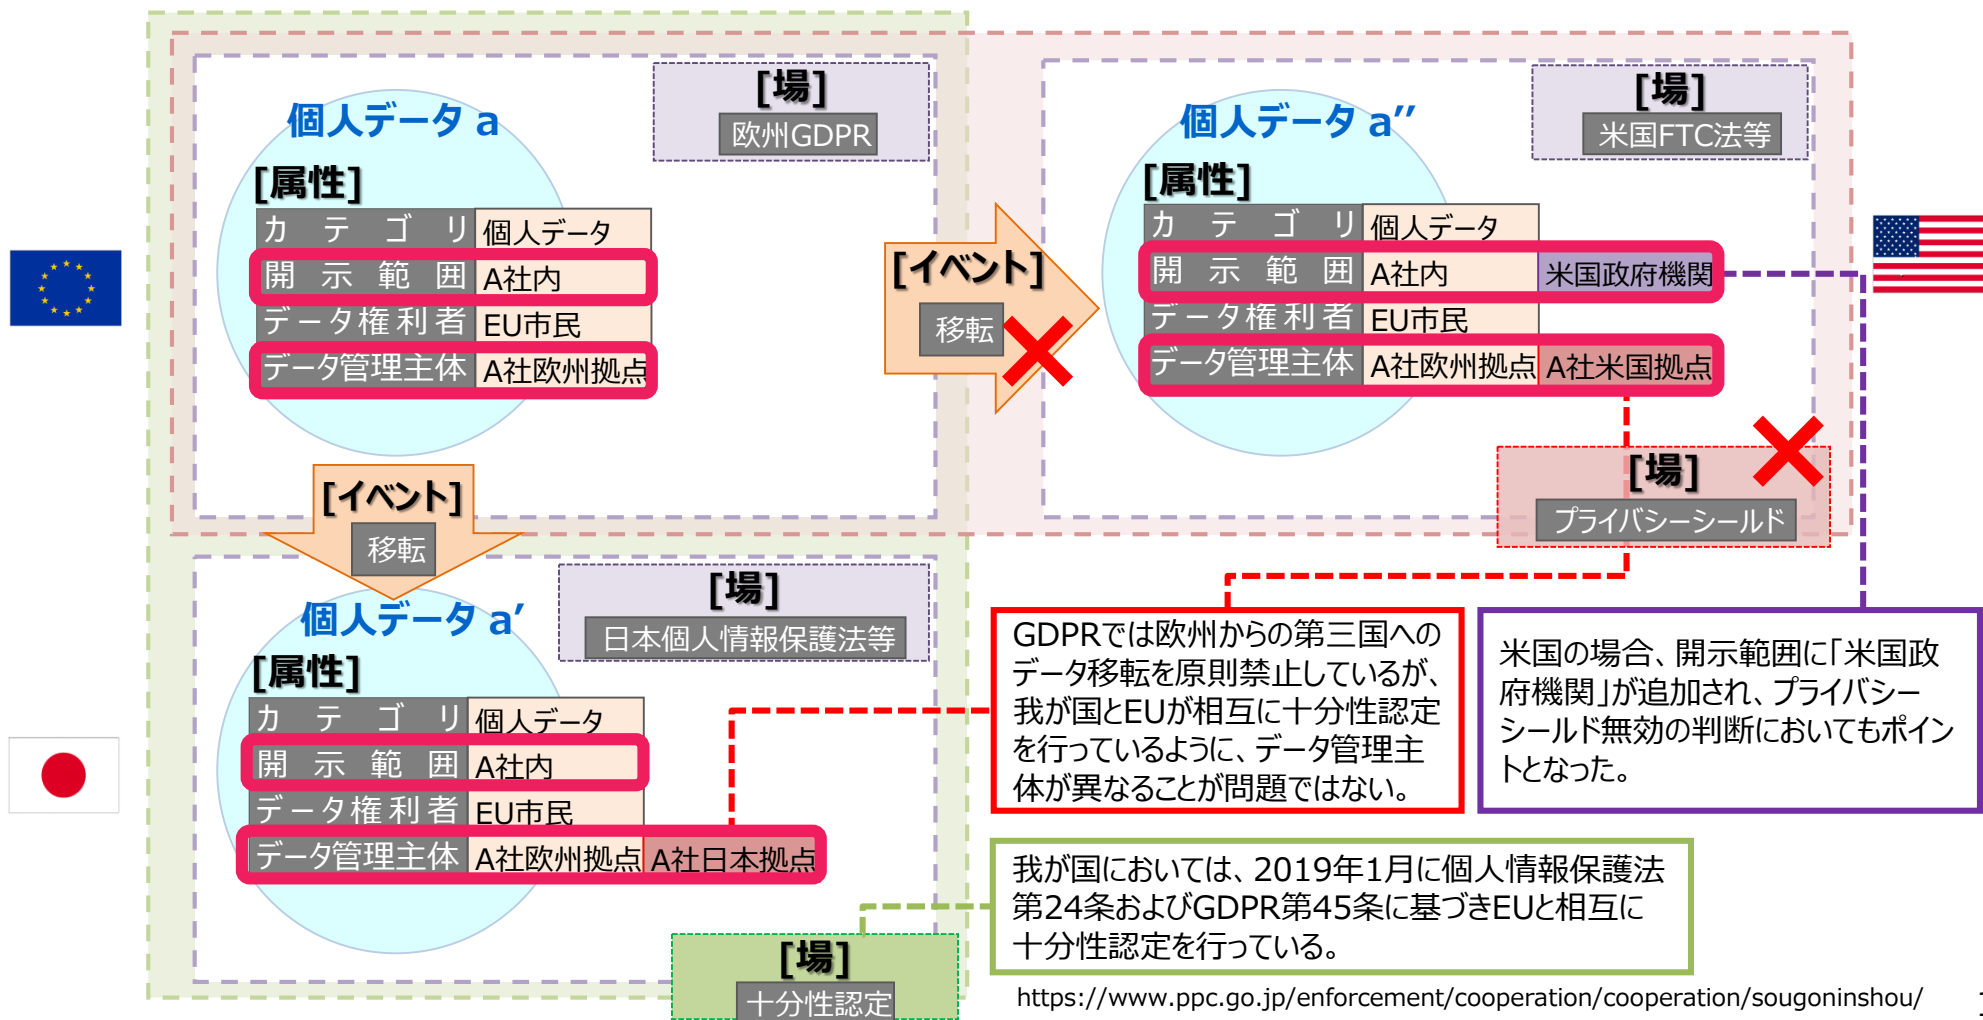 [場]
欧州GDPR
個人データ a
[属性]
カテゴリ 個人データ
開示範囲 A社内
データ権利者 EU市民
データ管理主体 A社欧州拠点
[イベント]
移転
[場]
米国FTC法等
個人データ a′′
[属性]
カテゴリ 個人データ
開示範囲 A社内 米国政府機関
データ権利者 EU市民
データ管理主体 A社欧州拠点 A社米国拠点
[場]
プライバシーシールド
[イベント]
移転
[場]
日本個人情報保護法等
個人データ a′
[属性]
カテゴリ 個人データ
開示範囲 A社内
データ権利者 EU市民
データ管理主体 A社欧州拠点 A社日本拠点
[場]
十分性認定
GDPRでは欧州からの第三国への
データ移転を原則禁止しているが、
我が国とEUが相互に十分性認定
を行っているように、データ管理主
体が異なることが問題ではない。
米国の場合、開示範囲に「米国政
府機関」が追加され、プライバシー
シールド無効の判断においてもポイン
トとなった。
我が国においては、2019年1月に個人情報保護法
第24条およびGDPR第45条に基づきEUと相互に
十分性認定を行っている。
https://www.ppc.go.jp/enforcement/cooperation/cooperation/sougoninshou/